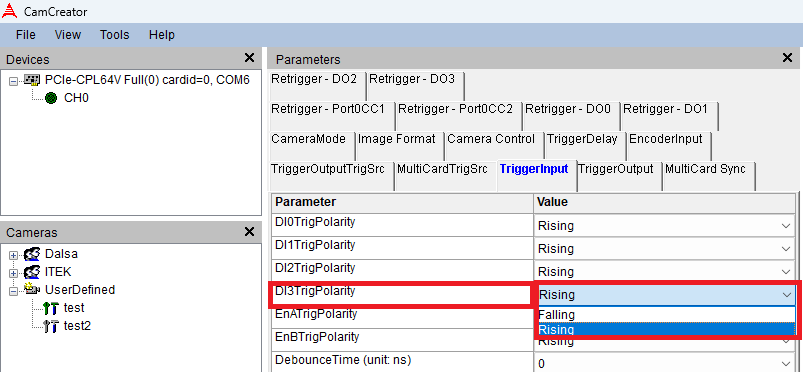 CamCreator
File View Tools Help
Devices
PCIe-CPL64V Full(0) cardid=0, COM6
CH0
Cameras
Dalsa
ITEK
UserDefined
test
test2
Parameters
Retrigger - DO2 Retrigger - DO3
Retrigger - Port0CC1 Retrigger - Port0CC2 Retrigger - DO0 Retrigger - DO1
CameraMode Image Format Camera Control TriggerDelay EncoderInput
TriggerOutputTrigSrc MultiCardTrigSrc TriggerInput TriggerOutput MultiCard Sync
Parameter Value
DI0TrigPolarity Rising
DI1TrigPolarity Rising
DI2TrigPolarity Rising
DI3TrigPolarity Rising
EnATrigPolarity Falling
Rising
EnBTrigPolarity Rising
DebounceTime (unit: ns) 0